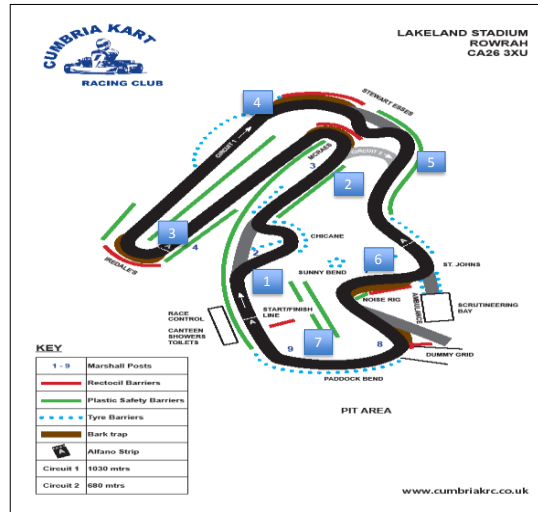 CUMBRIA KART
RACING CLUB
LAKELAND STADIUM
ROWRAH
CA26 3XU
4
STEWART ESSES
CIRCUIT 1
MCRAES
CIRCUIT 2
5
3
2
3
4
IREDALE'S
CHICANE
2
SUNNY BEND
6
ST. JOHNS
A
1
NOISE RIG
AMBULANCE
SCRUTINEERING
BAY
RACE
CONTROL
CANTEEN
SHOWERS
TOILETS
START/FINISH
LINE
A
7
9
8
DUMMY GRID
PADDOCK BEND
PIT AREA
KEY
1 - 9 Marshall Posts
Rectocil Barriers
Plastic Safety Barriers
Tyre Barriers
Bark trap
A Alfano Strip
Circuit 1 1030 mtrs
Circuit 2 680 mtrs
www.cumbriakrc.co.uk